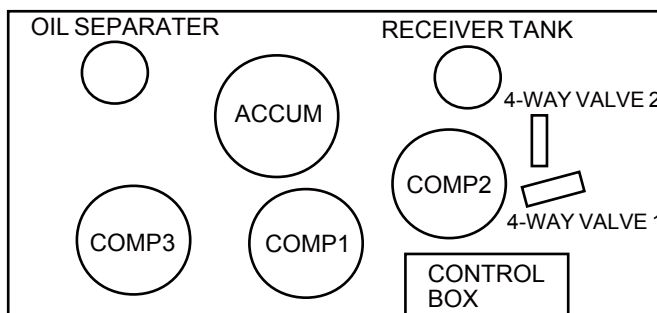 OIL SEPARATER
RECEIVER TANK
ACCUM
4-WAY VALVE 2
COMP2
4-WAY VALVE 1
COMP3
COMP1
CONTROL
BOX